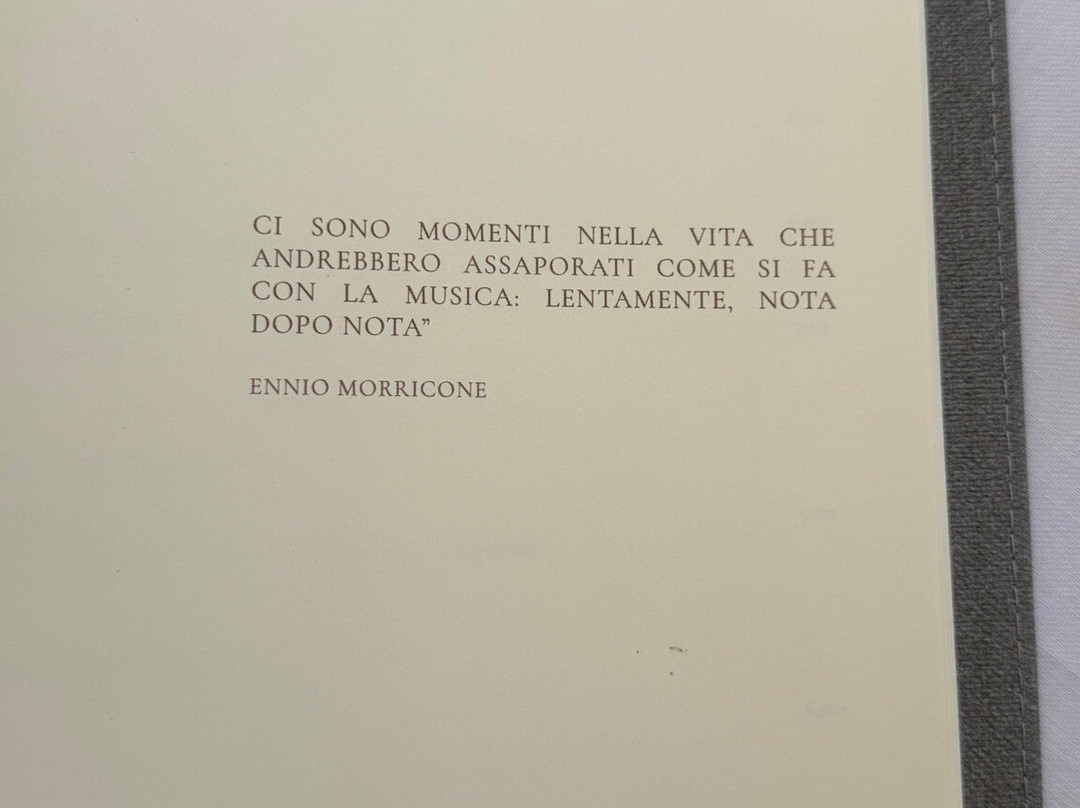 CI SONO MOMENTI NELLA VITA CHE
ANDREBBERO ASSAPORATI COME SI FA
CON LA MUSICA: LENTAMENTE, NOTA
DOPO NOTA”
ENNIO MORRICONE